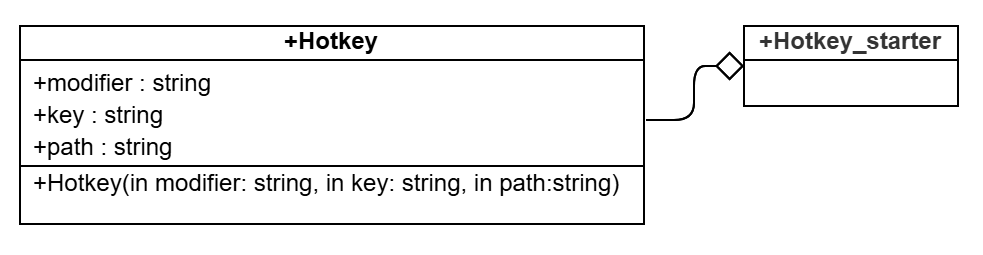 +Hotkey
+modifier : string
+key : string
+path : string
+Hotkey(in modifier: string, in key: string, in path:string)
+Hotkey_starter